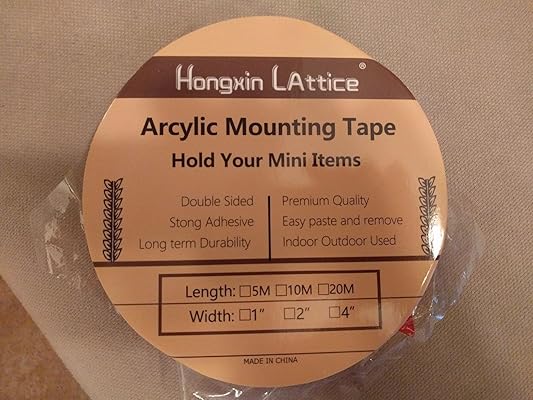 Hongxin LAttice®
Arcylic Mounting Tape
Hold Your Mini Items
Double Sided
Stong Adhesive
Long term Durability
Premium Quality
Easy paste and remove
Indoor Outdoor Used
Length: ☐5M ☐10M ☐20M
Width: ☐1” ☐2” ☐4”
MADE IN CHINA